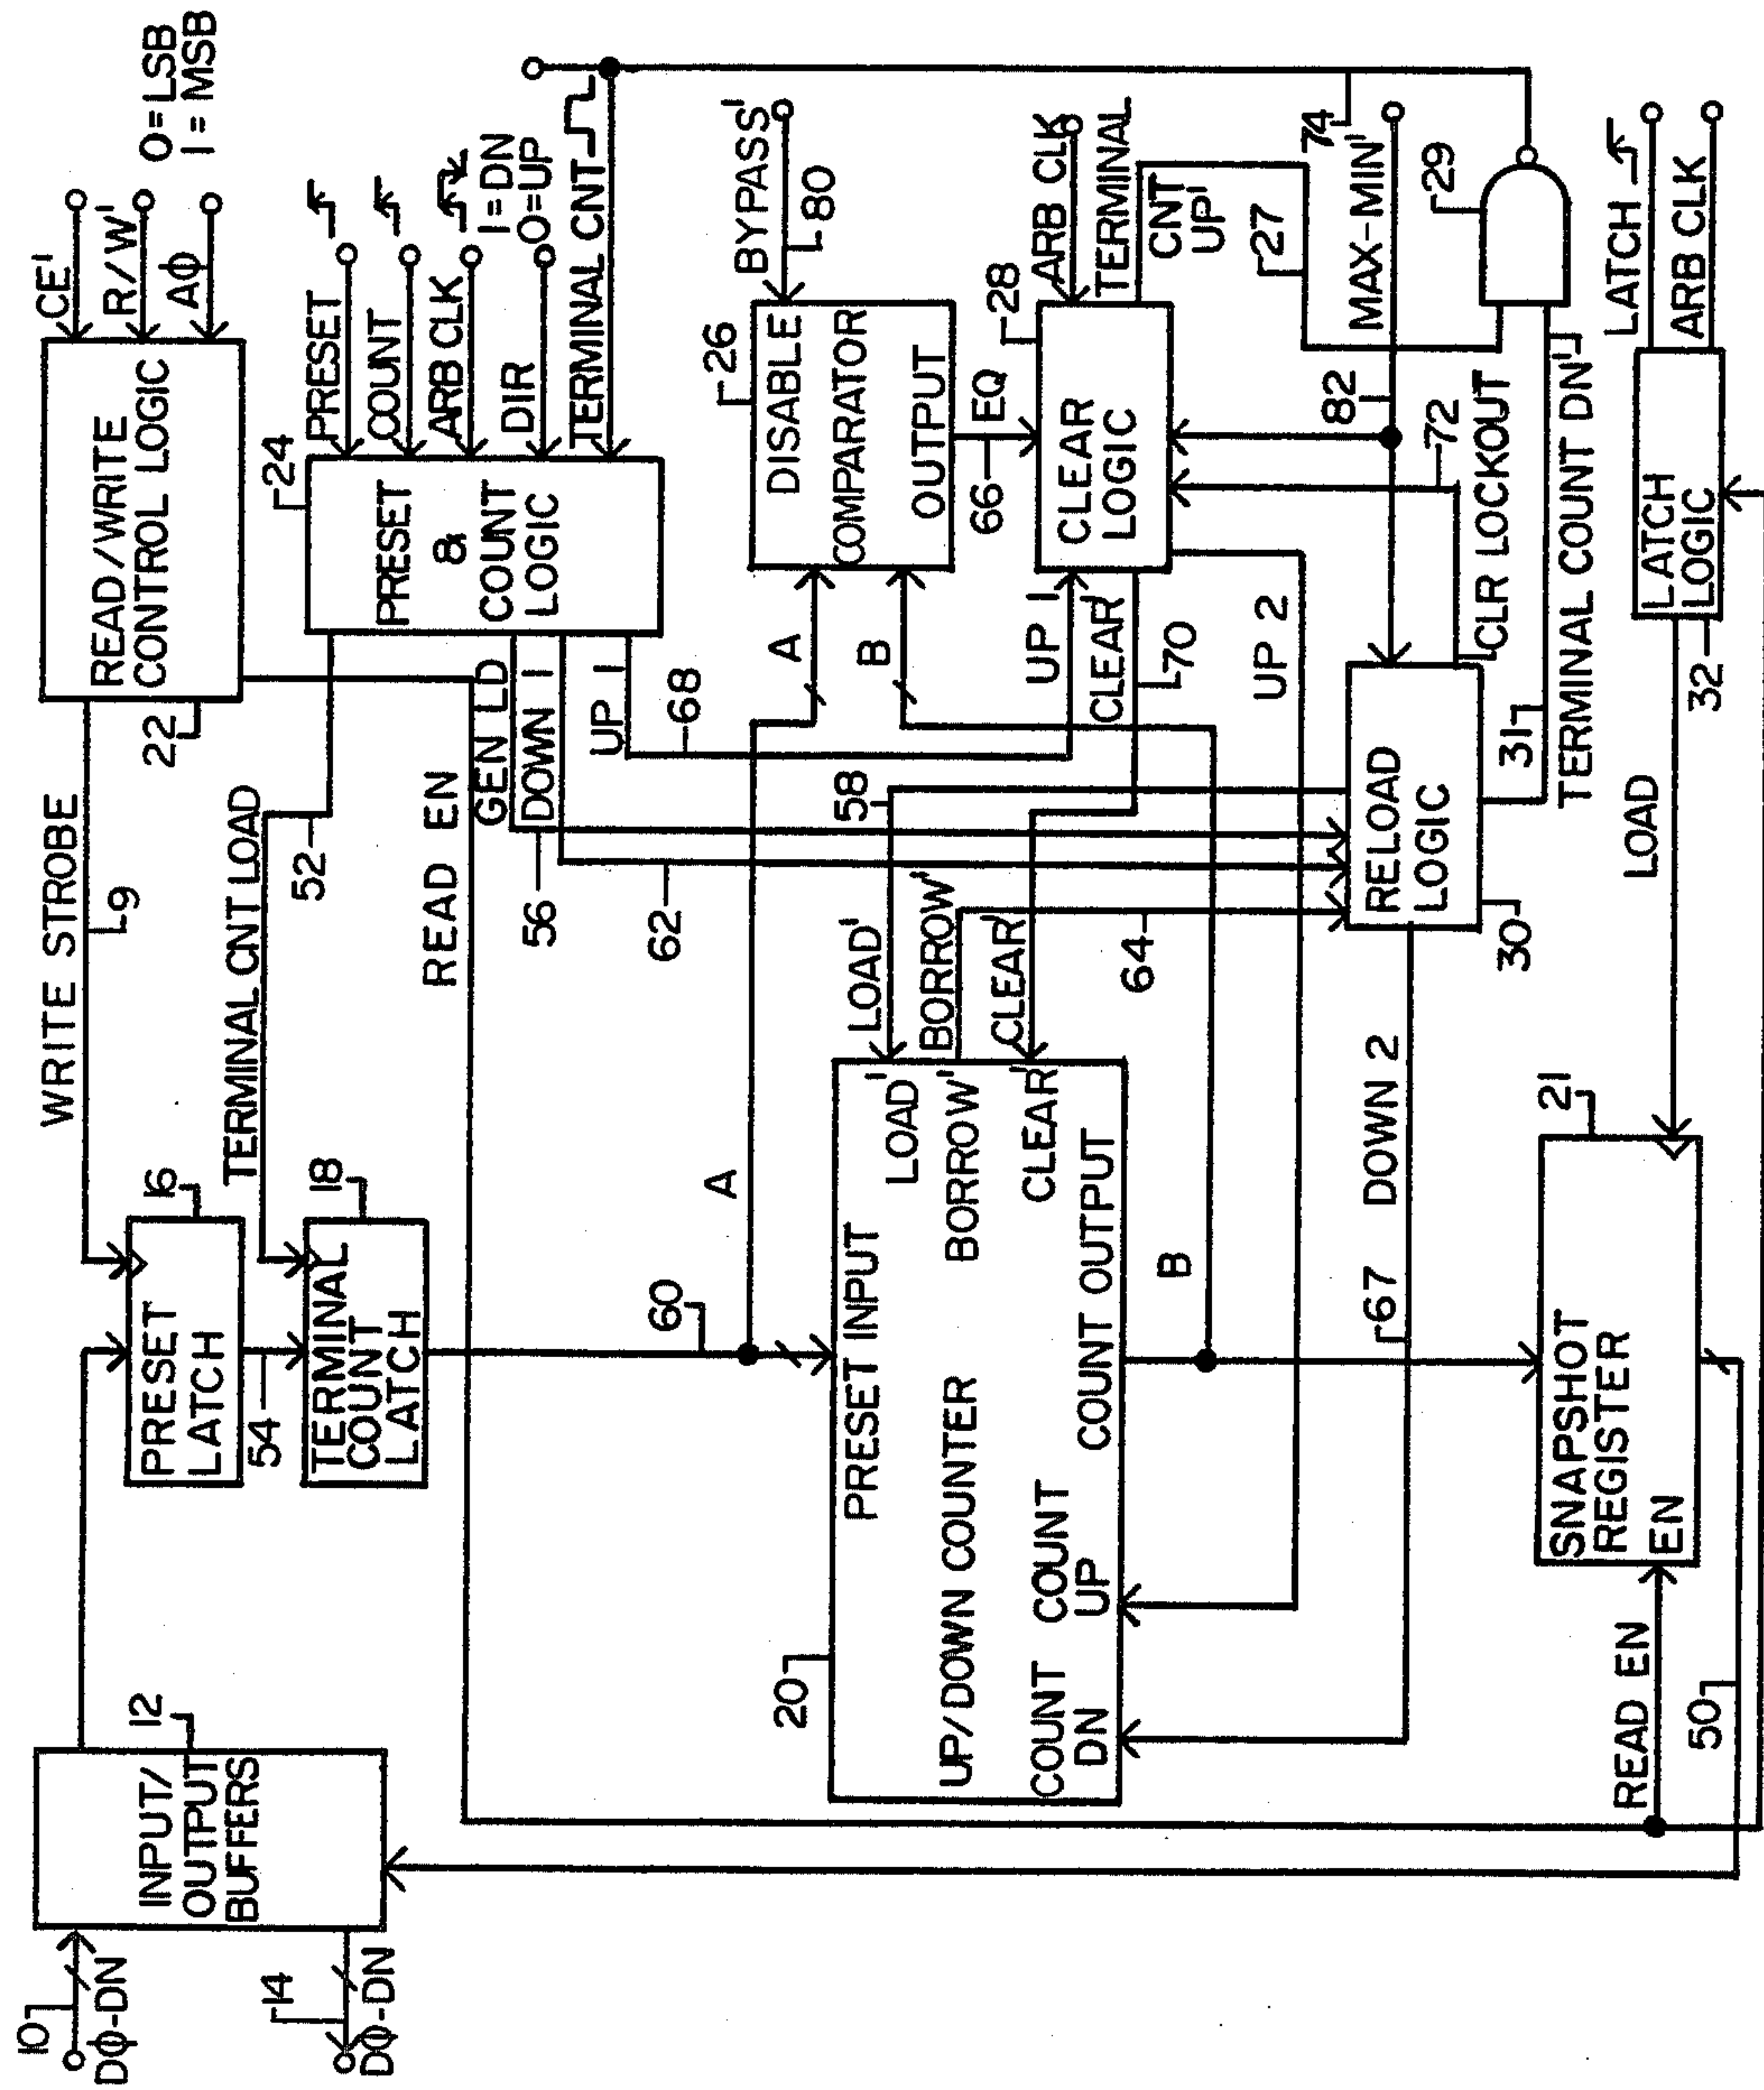 10
DΦ-DN
14
DΦ-DN
INPUT/
OUTPUT
BUFFERS
12
WRITE STROBE
9
PRESET
LATCH
16
54
TERMINAL CNT LOAD
52
TERMINAL
COUNT
LATCH
18
READ/WRITE
CONTROL LOGIC
22
CE'
R/W'
AΦ
0=LSB
1=MSB
READ EN
PRESET
&
COUNT
LOGIC
24
PRESET
COUNT
ARB CLK
DIR
1=DN
0=UP
TERMINAL CNT
GEN LD
DOWN 1
UP 1
56
62
68
60
A
A
B
DISABLE
COMPARATOR
OUTPUT
26
BYPASS'
80
66
EQ
CLEAR
LOGIC
28
ARB CLK
TERMINAL
CNT
UP'
27
UP 1
CLEAR'
70
UP 2
58
LOAD'
BORROW'
CLEAR'
64
20
PRESET INPUT
LOAD'
UP/DOWN COUNTER
BORROW'
CLEAR'
COUNT
DN
COUNT
UP
COUNT OUTPUT
B
67
DOWN 2
RELOAD
LOGIC
30
82
MAX-MIN'
74
72
CLR LOCKOUT
31
TERMINAL COUNT DN'
29
LATCH
ARB CLK
LATCH
LOGIC
32
LOAD
SNAPSHOT
REGISTER
EN
21
READ EN
50